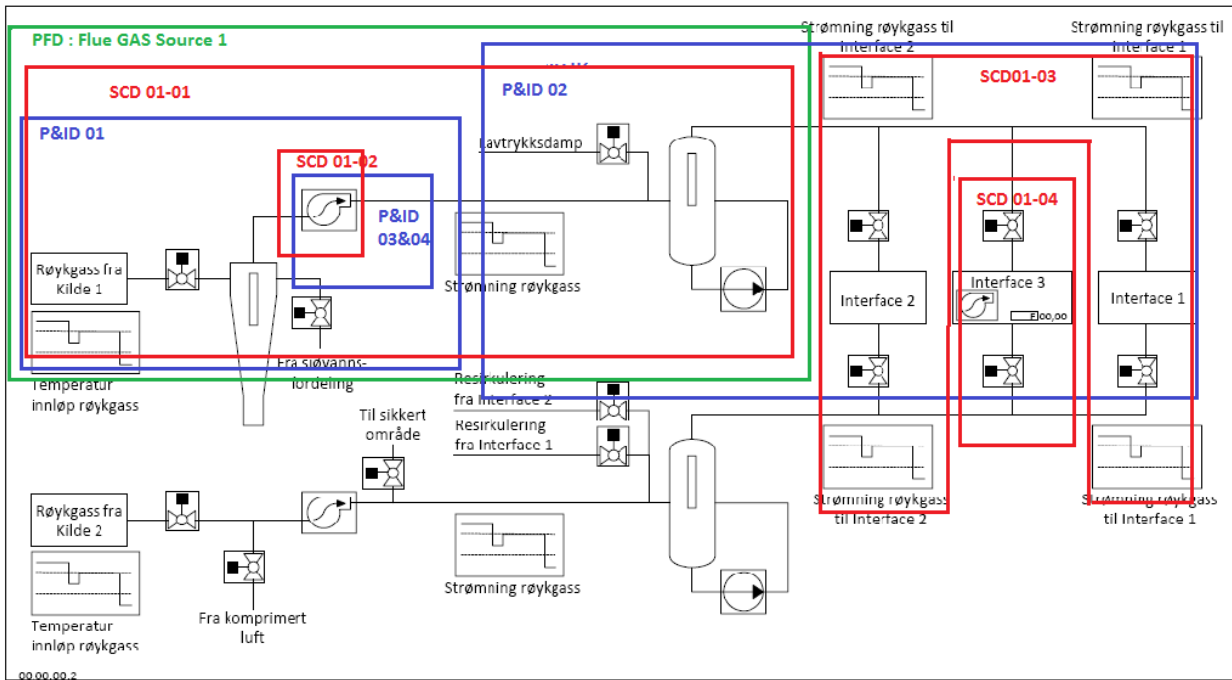 Strømning røykgass til
Interface 2
Strømning røykgass til
Interface 1
PFD : Flue GAS Source 1
SCD 01-01
P&ID 02
SCD01-03
P&ID 01
Lavtrykksdamp
SCD 01-02
SCD 01-04
P&ID
03&04
Røykgass fra
Kilde 1
Strømning røykgass
Interface 2
Interface 3
00,00
Interface 1
Fra sjøvanns-
fordeling
Temperatur
innløp røykgass
Resirkulering
fra Interface 2
Til sikkert
område
Resirkulering
fra Interface 1
Røykgass fra
Kilde 2
Strømning røykgass
til Interface 2
Strømning røykgass
til Interface 1
Strømning røykgass
Fra komprimert
luft
Temperatur
innløp røykgass
00.00.00.2